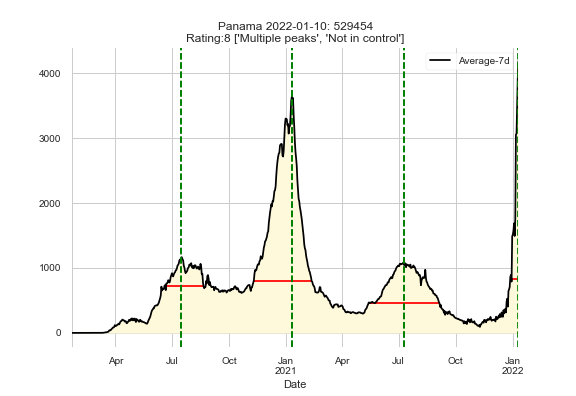 Panama 2022-01-10: 529454
Rating:8 ['Multiple peaks', 'Not in control']
Average-7d
4000
3000
2000
1000
0
Apr
Jul
Oct
Jan
2021
Apr
Jul
Oct
Jan
2022
Date